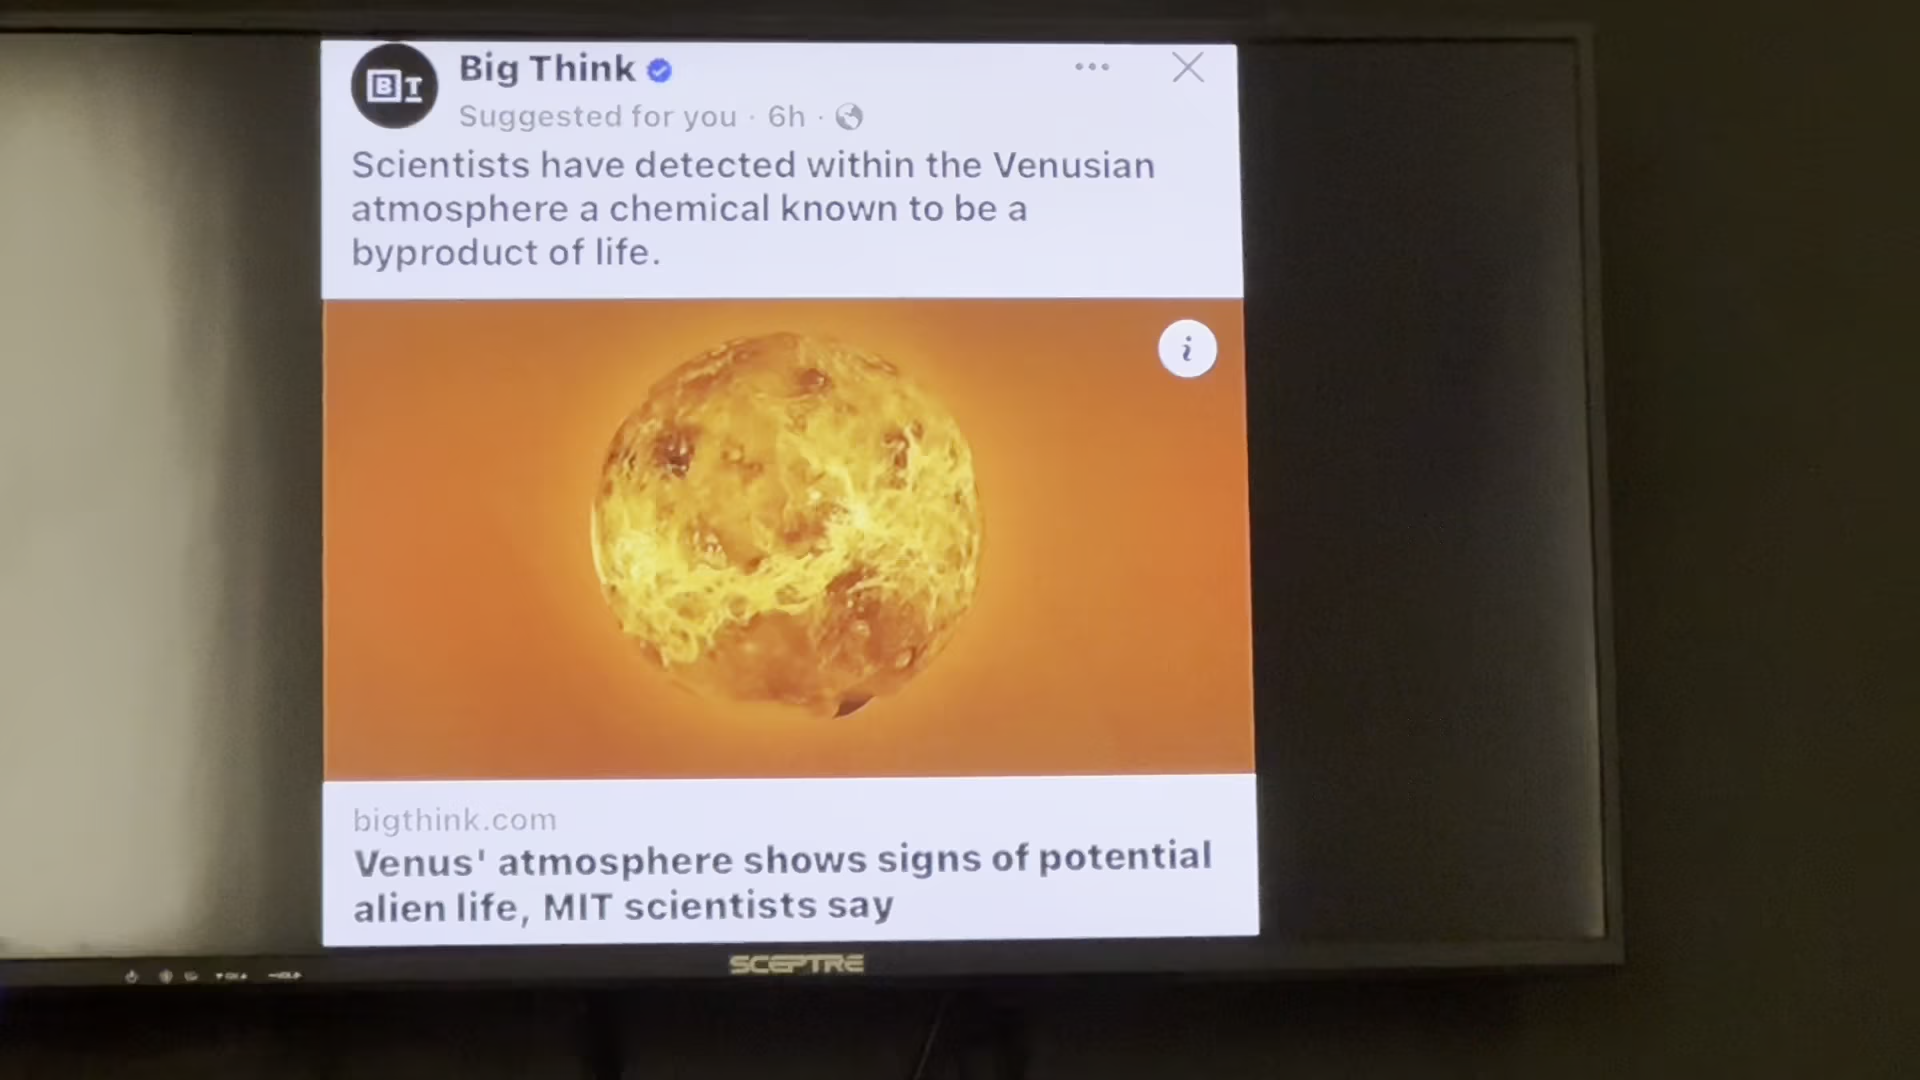 BT
Big Think
Suggested for you · 6h ·
Scientists have detected within the Venusian
atmosphere a chemical known to be a
byproduct of life.
i
bigthink.com
Venus' atmosphere shows signs of potential
alien life, MIT scientists say
SCEPTRE